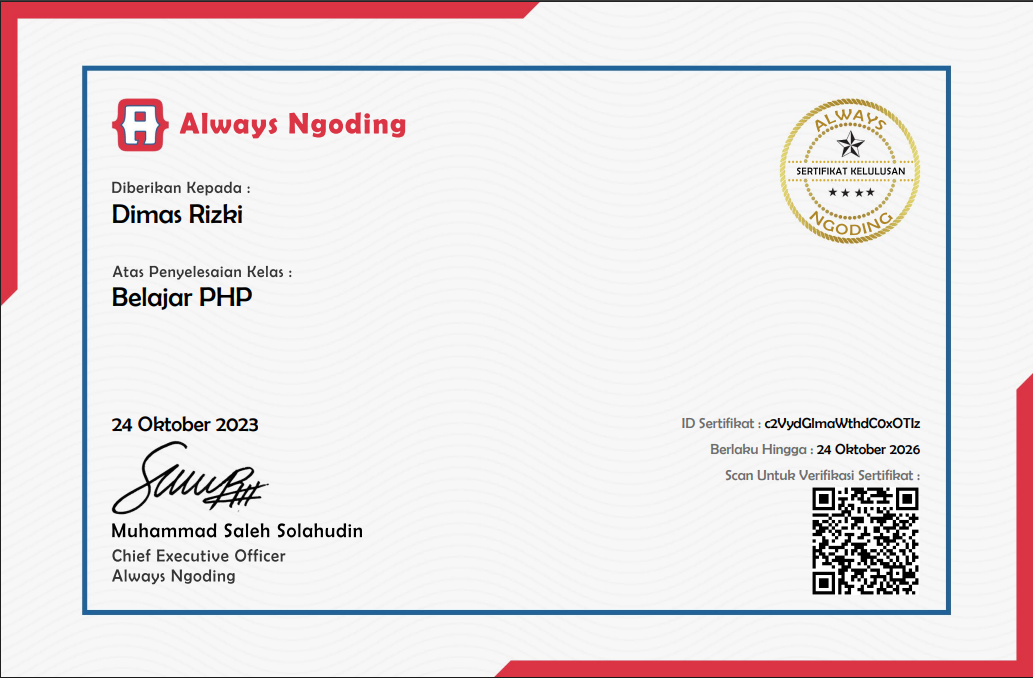 Always Ngoding
ALWAYS
SERTIFIKAT KELULUSAN
NGODING
Diberikan Kepada :
Dimas Rizki
Atas Penyelesaian Kelas :
Belajar PHP
24 Oktober 2023
Muhammad Saleh Solahudin
Chief Executive Officer
Always Ngoding
ID Sertifikat : c2VydGlmaWthdC0xOTIz
Berlaku Hingga : 24 Oktober 2026
Scan Untuk Verifikasi Sertifikat :